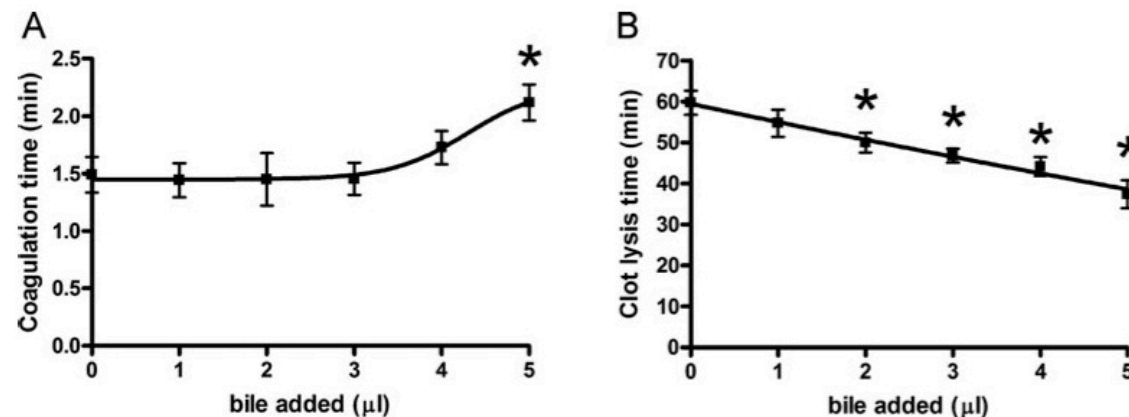 A
Coagulation time (min)
2.5
2.0
1.5
1.0
0.5
0.0
0 1 2 3 4 5
bile added (μl)
*
B
Clot lysis time (min)
70
60
50
40
30
20
10
0
0 1 2 3 4 5
bile added (μl)
* * * *